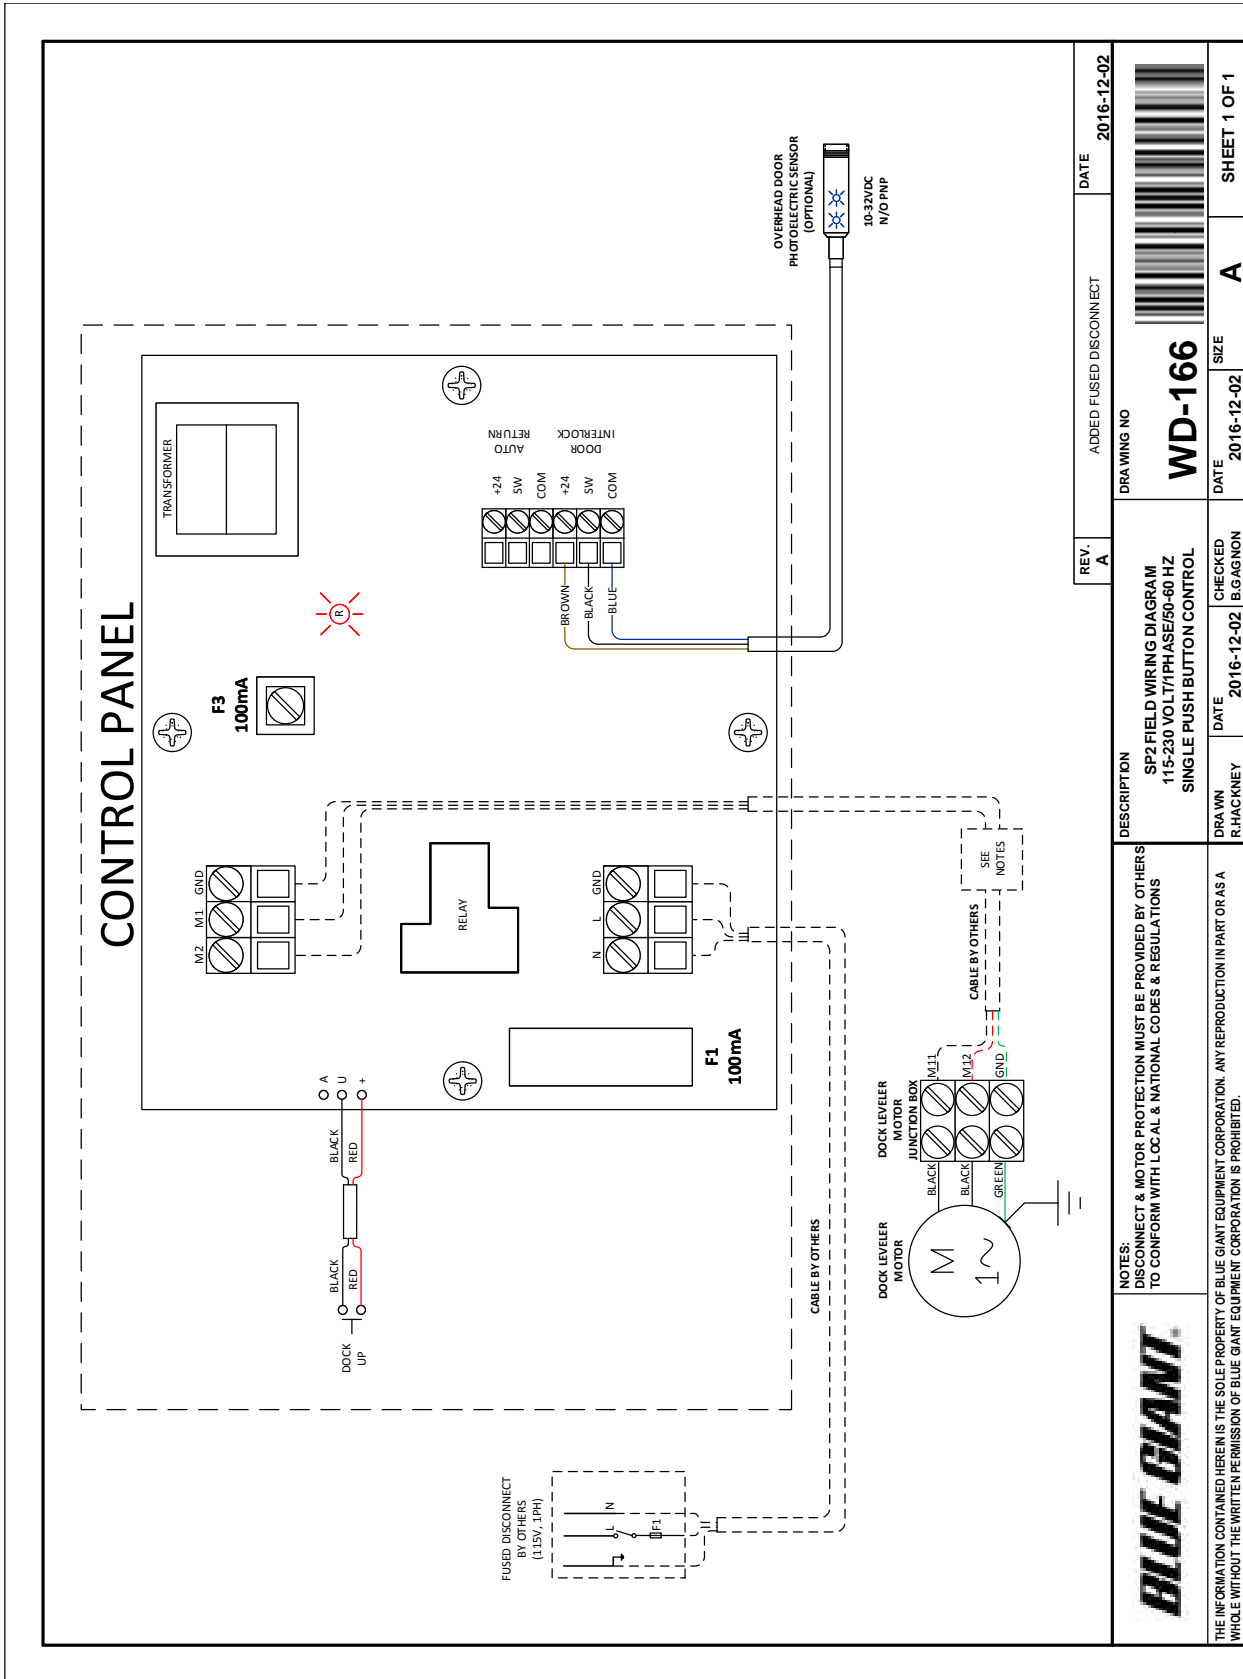 CONTROL PANEL
TRANSFORMER
F3
100mA
R
AUTO
RETURN
DOOR
INTERLOCK
+24
SW
COM
+24
SW
COM
BROWN
BLACK
BLUE
OVERHEAD DOOR
PHOTOELECTRIC SENSOR
(OPTIONAL)
10-32VDC
N/O PNP
M2
M1
GND
RELAY
N
L
GND
F1
100mA
A
U
+
BLACK
RED
BLACK
RED
DOCK
UP
FUSED DISCONNECT
BY OTHERS
(115V, 1PH)
L
N
F1
CABLE BY OTHERS
CABLE BY OTHERS
SEE
NOTES
DOCK LEVELER
MOTOR
JUNCTION BOX
M11
M12
GND
BLACK
BLACK
GREEN
DOCK LEVELER
MOTOR
M
1~
REV.
A
ADDED FUSED DISCONNECT
DATE
2016-12-02
BLUE GIANT.
NOTES:
DISCONNECT & MOTOR PROTECTION MUST BE PROVIDED BY OTHERS
TO CONFORM WITH LOCAL & NATIONAL CODES & REGULATIONS
DESCRIPTION
SP2 FIELD WIRING DIAGRAM
115-230 VOLT/1PHASE/50-60 HZ
SINGLE PUSH BUTTON CONTROL
DRAWING NO
WD-166
THE INFORMATION CONTAINED HEREIN IS THE SOLE PROPERTY OF BLUE GIANT EQUIPMENT CORPORATION. ANY REPRODUCTION IN PART OR AS A
WHOLE WITHOUT THE WRITTEN PERMISSION OF BLUE GIANT EQUIPMENT CORPORATION IS PROHIBITED.
DRAWN
R.HACKNEY
DATE
2016-12-02
CHECKED
B.GAGNON
DATE
2016-12-02
SIZE
A
SHEET 1 OF 1